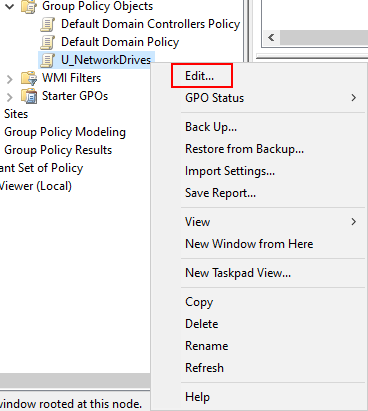 Group Policy Objects
Default Domain Controllers Policy
Default Domain Policy
U_NetworkDrives
WMI Filters
Starter GPOs
Sites
Group Policy Modeling
Group Policy Results
ant Set of Policy
Viewer (Local)
window rooted at this node.
Edit...
GPO Status
Back Up...
Restore from Backup...
Import Settings...
Save Report...
View
New Window from Here
New Taskpad View...
Copy
Delete
Rename
Refresh
Help